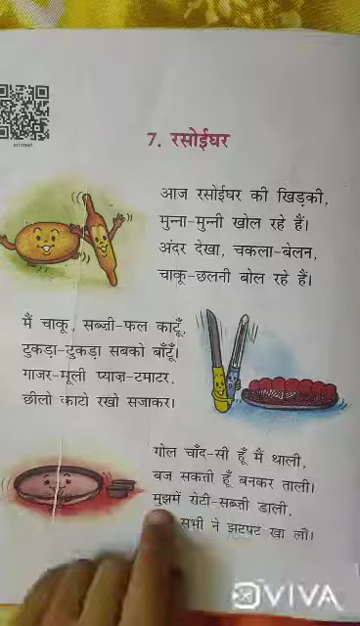 7. रसोईघर
आज रसोईघर की खिड़की,
मुन्ना-मुन्नी खोल रहे हैं।
अंदर देखा, चकला-बेलन,
चाकू-छलनी बोल रहे हैं।
मैं चाकू, सब्ज़ी-फल काटूँ,
टुकड़ा-टुकड़ा सबको बाँटूँ।
गाजर-मूली प्याज़-टमाटर,
छीलो काटो रखो सजाकर।
गोल चाँद-सी हूँ मैं थाली,
बज सकती हूँ बनकर ताली।
मुझमें रोटी-सब्ज़ी डाली,
सभी ने झटपट खा ली।
VIVA